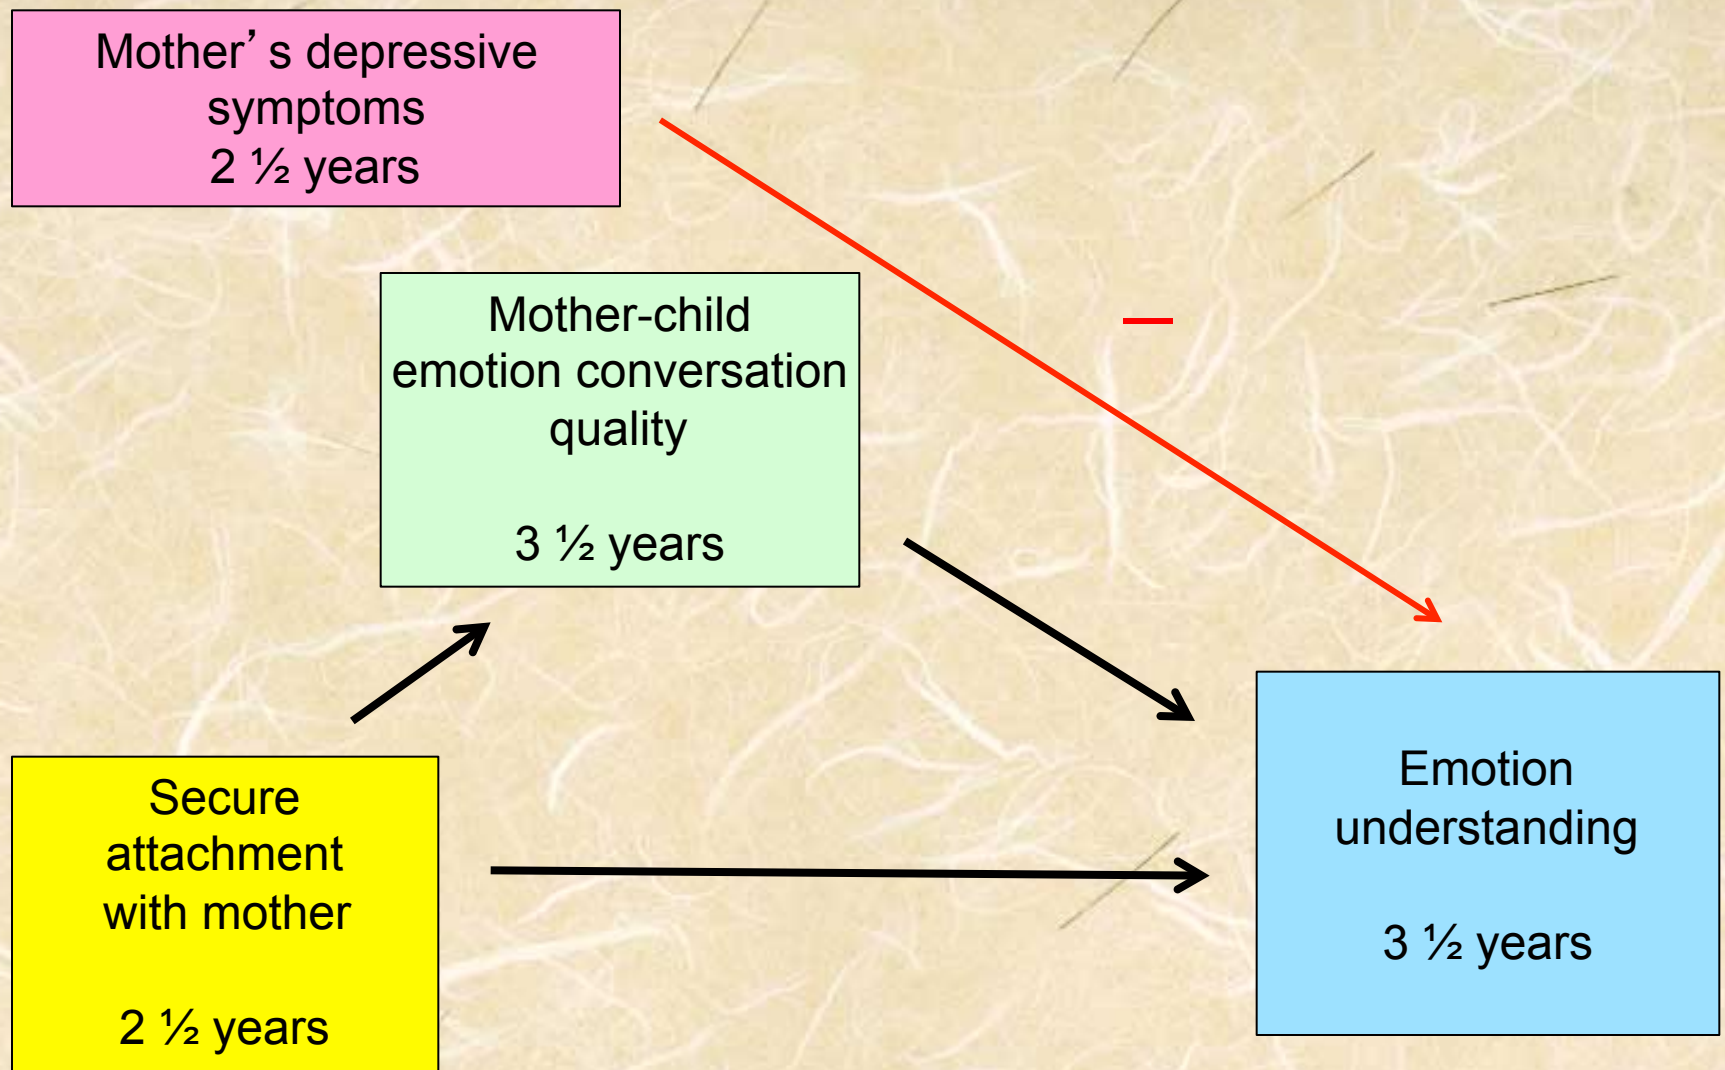 Mother’s depressive
symptoms
2 ½ years
Mother-child
emotion conversation
quality
3 ½ years
Secure
attachment
with mother
2 ½ years
Emotion
understanding
3 ½ years